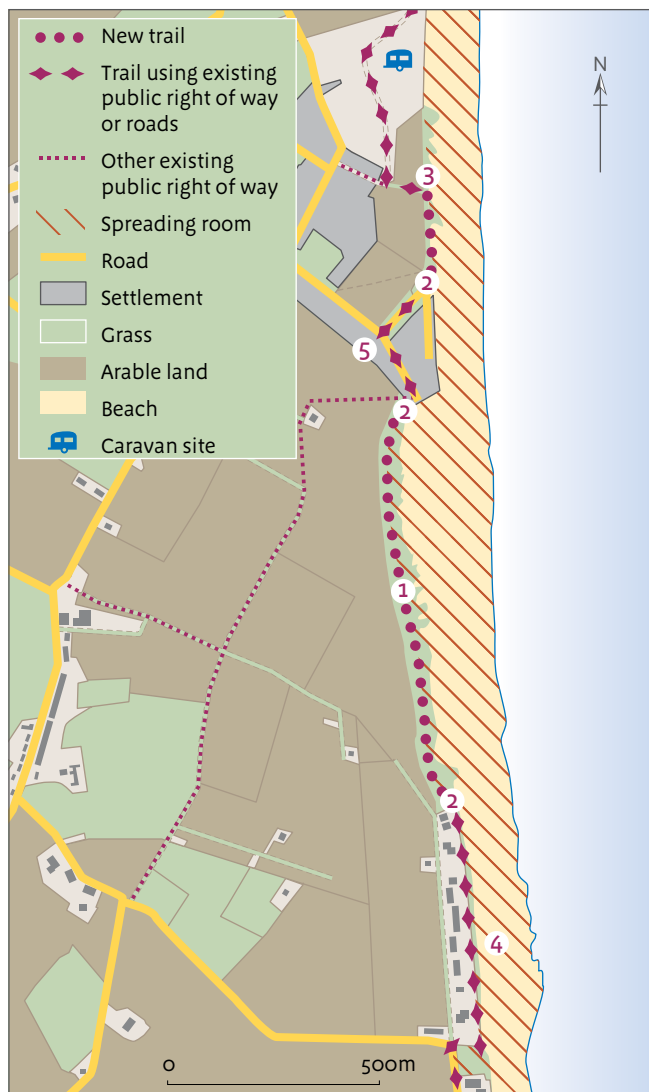 New trail
Trail using existing
public right of way
or roads
Other existing
public right of way
Spreading room
Road
Settlement
Grass
Arable land
Beach
Caravan site
N
3
2
5
2
1
2
4
0 500m